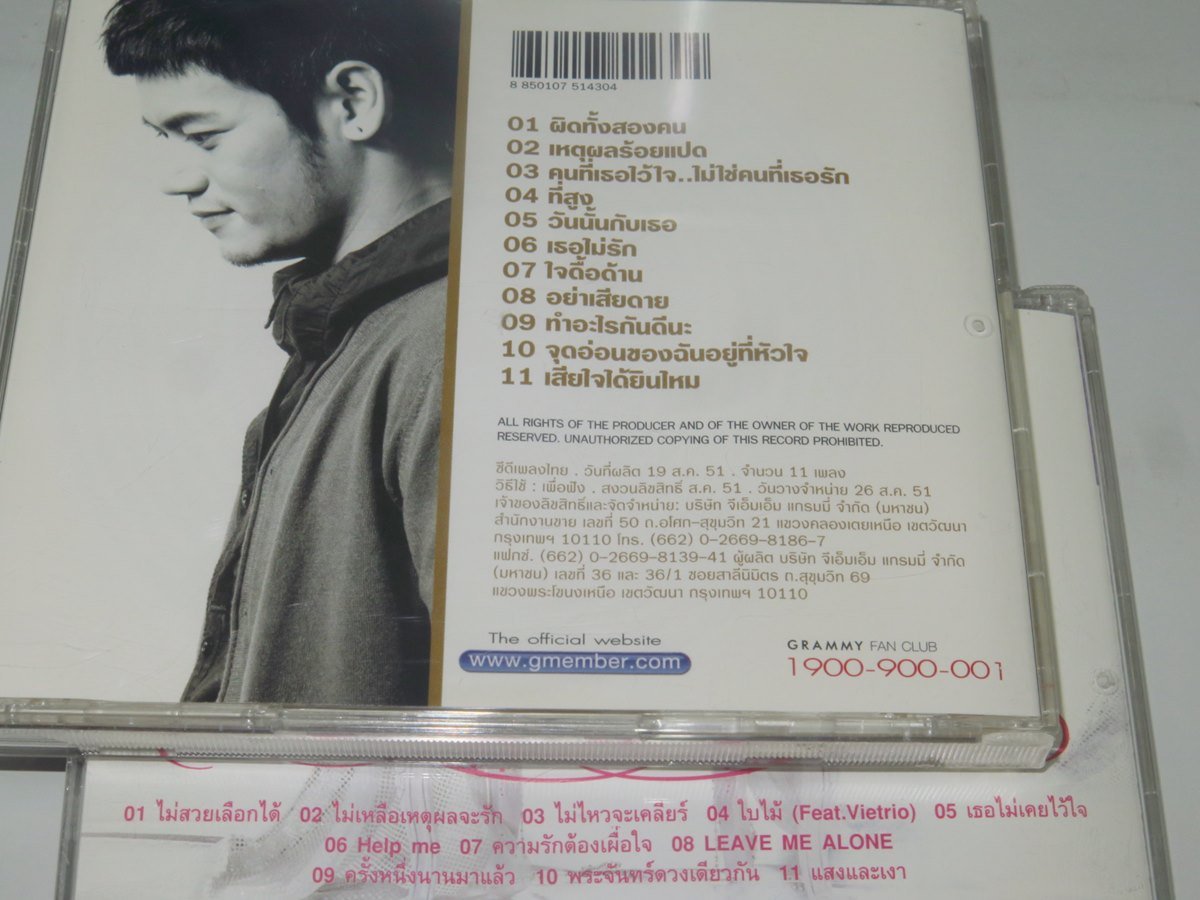 8 850107 514304
01 ผิดทั้งสองคน
02 เหตุผลร้อยแปด
03 คนที่เธอไว้ใจ..ไม่ใช่คนที่เธอรัก
04 ที่สูง
05 วันนั้นกับเธอ
06 เธอไม่รัก
07 ใจดื้อด้าน
08 อย่าเสียดาย
09 ทำอะไรกันดีนะ
10 จุดอ่อนของฉันอยู่ที่หัวใจ
11 เสียใจได้ยินไหม
ALL RIGHTS OF THE PRODUCER AND OF THE OWNER OF THE WORK REPRODUCED
RESERVED. UNAUTHORIZED COPYING OF THIS RECORD PROHIBITED.
ซีดีเพลงไทย . วันที่ผลิต 19 ส.ค. 51 . จำนวน 11 เพลง
วิธีใช้ : เพื่อฟัง . สงวนลิขสิทธิ์ ส.ค. 51 . วันวางจำหน่าย 26 ส.ค. 51
เจ้าของลิขสิทธิ์และจัดจำหน่าย: บริษัท จีเอ็มเอ็ม แกรมมี่ จำกัด (มหาชน)
สำนักงานขาย เลขที่ 50 ถ.อโศก-สุขุมวิท 21 แขวงคลองเตยเหนือ เขตวัฒนา
กรุงเทพฯ 10110 โทร. (662) 0-2669-8186-7
แฟกซ์. (662) 0-2669-8139-41 ผู้ผลิต บริษัท จีเอ็มเอ็ม แกรมมี่ จำกัด
(มหาชน) เลขที่ 36 และ 36/1 ซอยสาลีนิมิตร ถ.สุขุมวิท 69
แขวงพระโขนงเหนือ เขตวัฒนา กรุงเทพฯ 10110
The official website
www.gmember.com
GRAMMY FAN CLUB
1900-900-001
01 ไม่สวยเลือกได้ 02 ไม่เหลือเหตุผลจะรัก 03 ไม่ไหวจะเคลียร์ 04 ใบไม้ (Feat.Vietrio) 05 เธอไม่เคยไว้ใจ
06 Help me 07 ความรักต้องเผื่อใจ 08 LEAVE ME ALONE
09 ครั้งหนึ่งนานมาแล้ว 10 พระจันทร์ดวงเดียวกัน 11 แสงและเงา